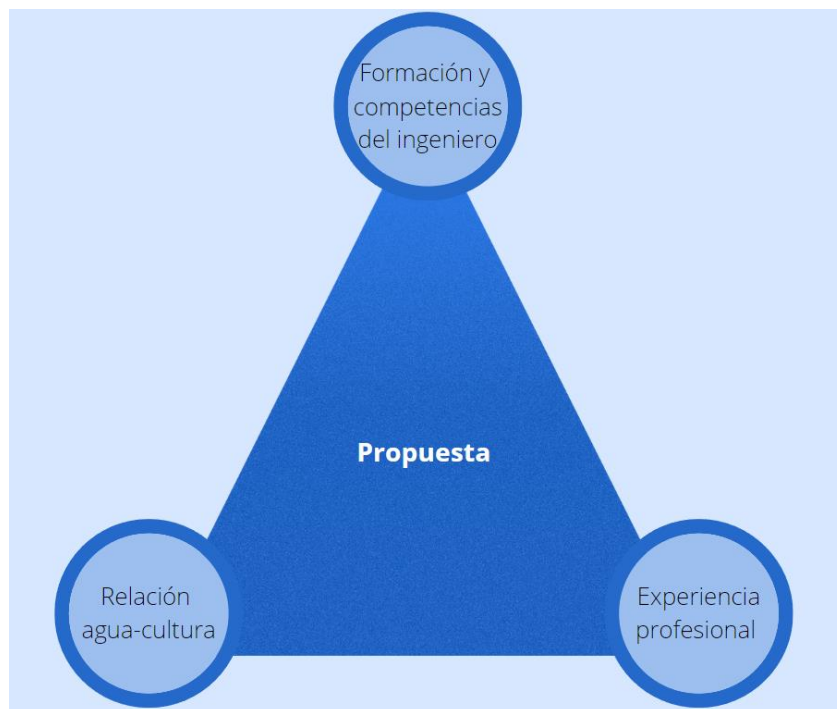 Formación y
competencias
del ingeniero
Propuesta
Relación
agua-cultura
Experiencia
profesional